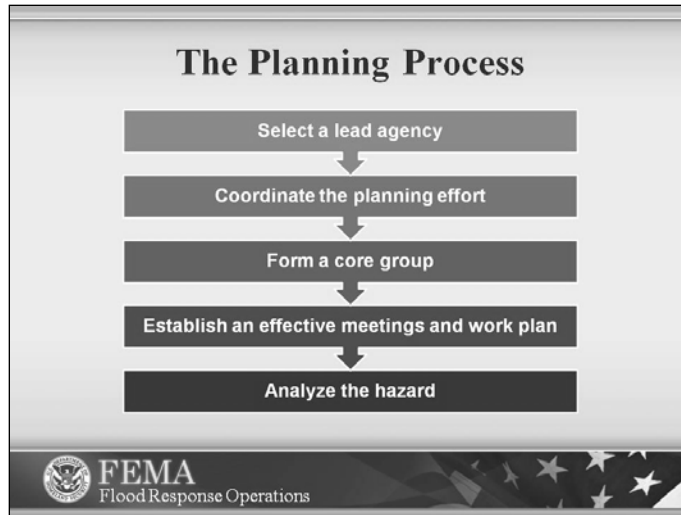 The Planning Process
Select a lead agency
Coordinate the planning effort
Form a core group
Establish an effective meetings and work plan
Analyze the hazard
FEMA
Flood Response Operations